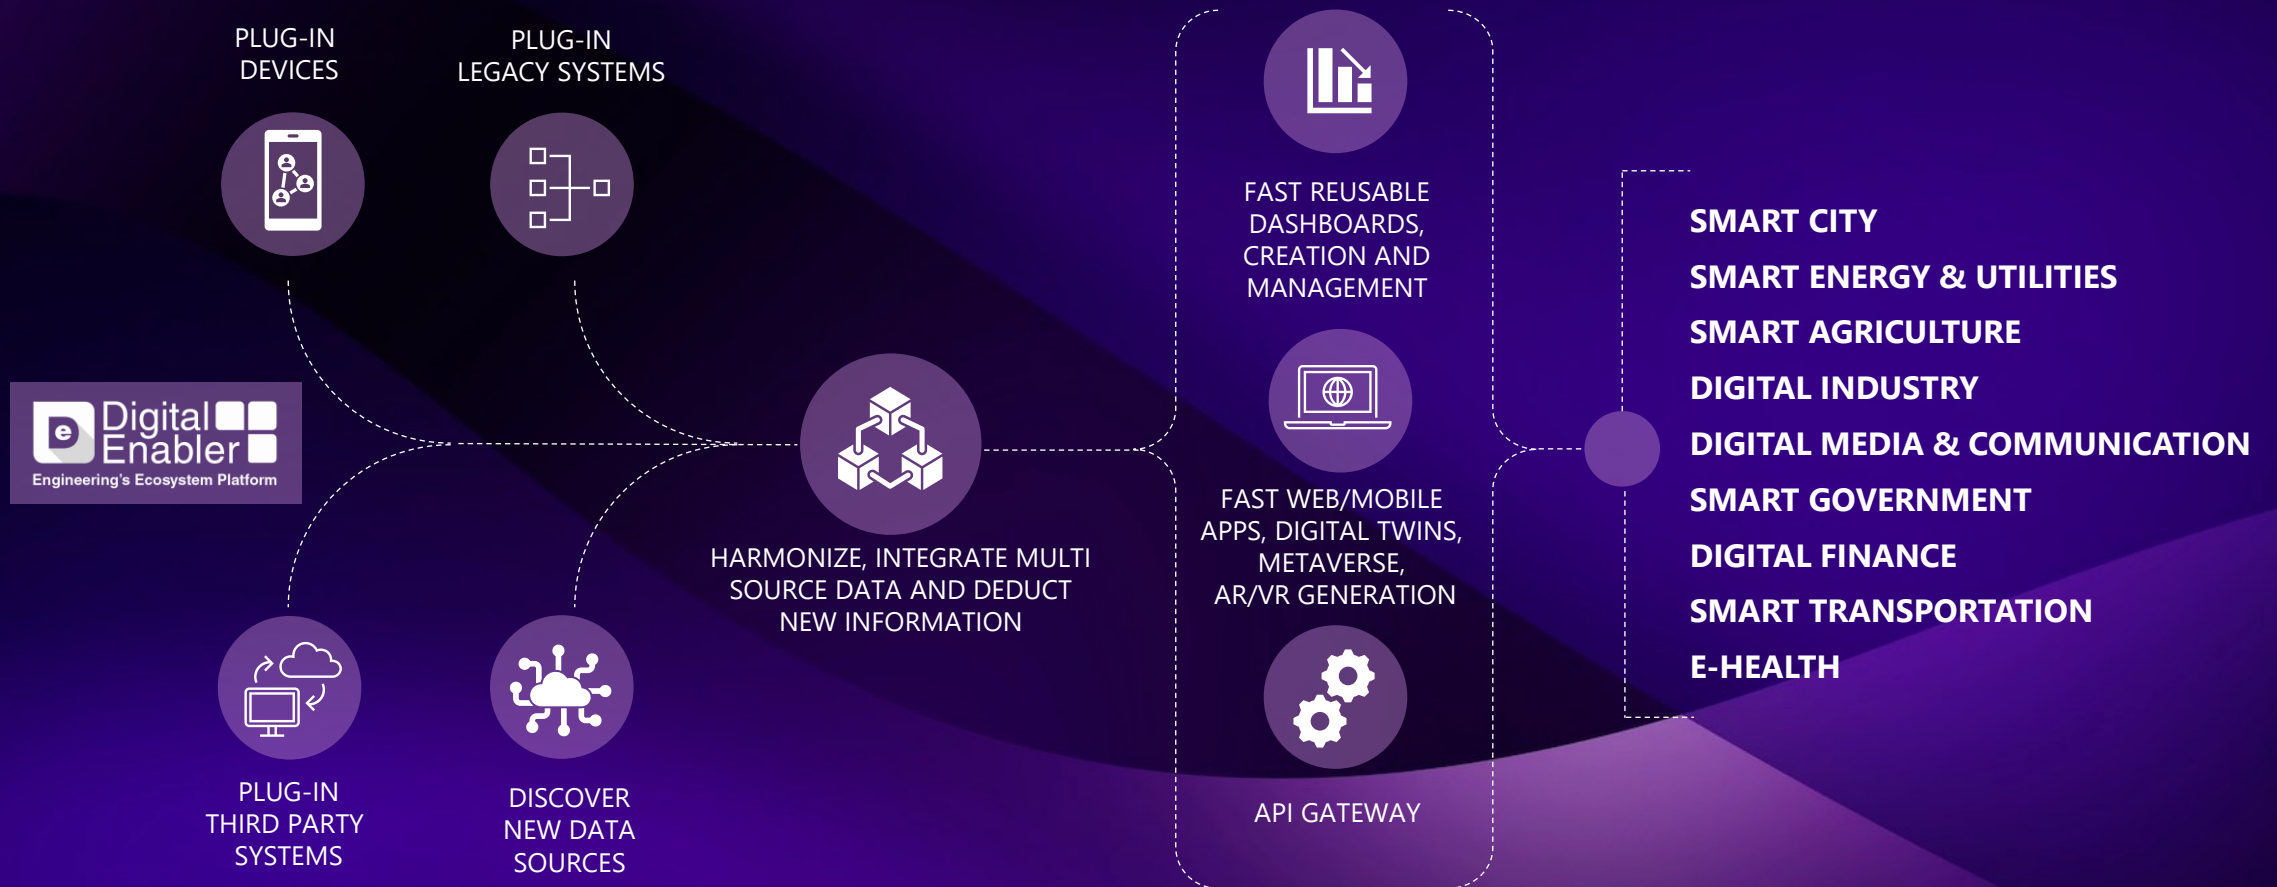 PLUG-IN
DEVICES
PLUG-IN
LEGACY SYSTEMS
e
Digital
Enabler
Engineering's Ecosystem Platform
PLUG-IN
THIRD PARTY
SYSTEMS
DISCOVER
NEW DATA
SOURCES
HARMONIZE, INTEGRATE MULTI
SOURCE DATA AND DEDUCT
NEW INFORMATION
FAST REUSABLE
DASHBOARDS,
CREATION AND
MANAGEMENT
FAST WEB/MOBILE
APPS, DIGITAL TWINS,
METAVERSE,
AR/VR GENERATION
API GATEWAY
SMART CITY
SMART ENERGY & UTILITIES
SMART AGRICULTURE
DIGITAL INDUSTRY
DIGITAL MEDIA & COMMUNICATION
SMART GOVERNMENT
DIGITAL FINANCE
SMART TRANSPORTATION
E-HEALTH